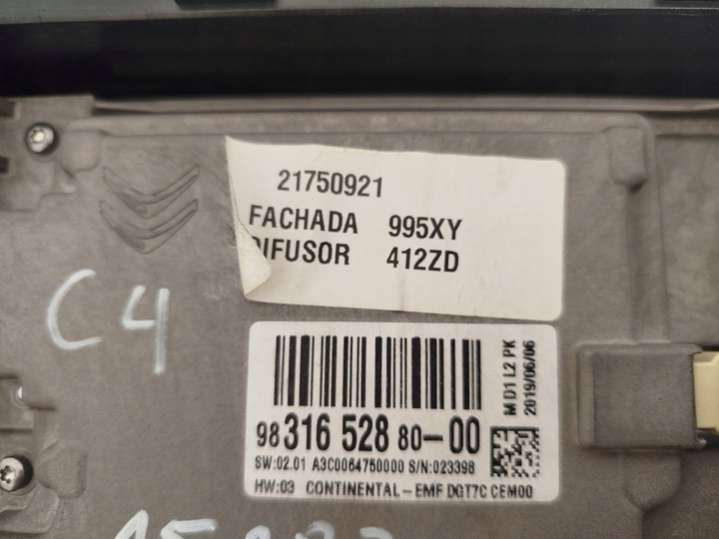 21750921
FACHADA 995XY
DIFUSOR 412ZD
C4
M D1 L2 PK
2019/06/06
98 316 528 80-00
SW:02.01 A3C0064750000 S/N:023398
HW:03 CONTINENTAL-EMF DGT7C CEM00